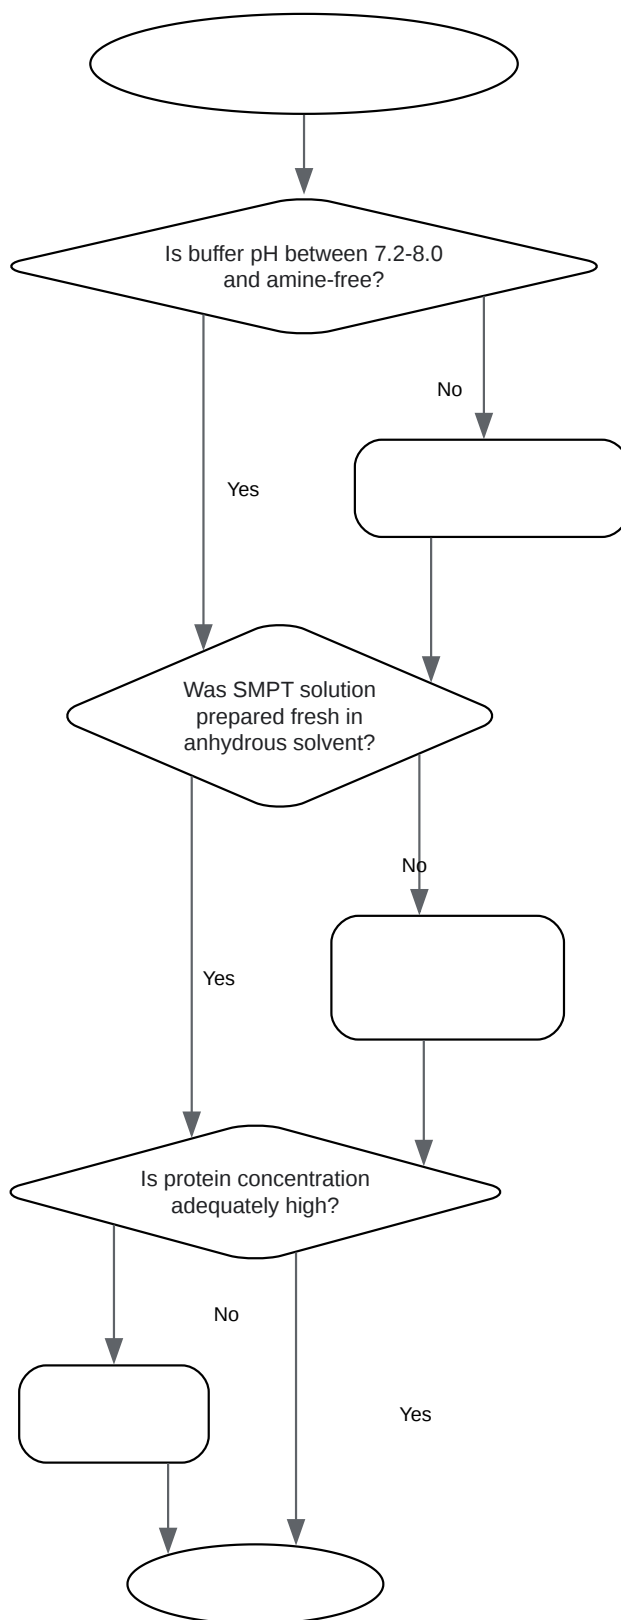 Is buffer pH between 7.2-8.0
and amine-free?
No
Yes
Was SMPT solution
prepared fresh in
anhydrous solvent?
No
Yes
Is protein concentration
adequately high?
No
Yes